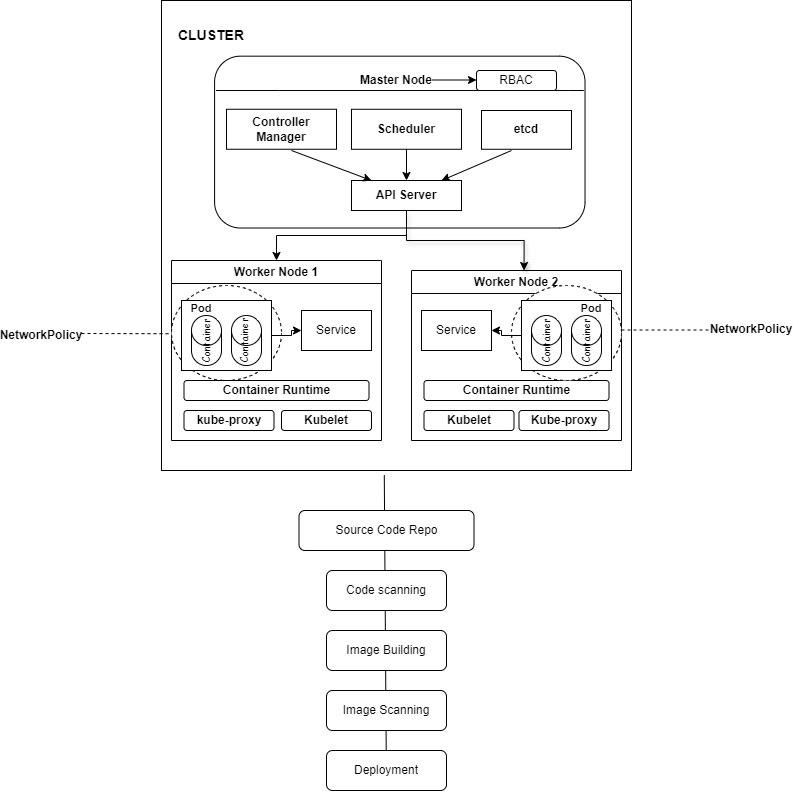 CLUSTER
Master Node
RBAC
Controller
Manager
Scheduler
etcd
API Server
Worker Node 1
Pod
Container
Container
Service
Container Runtime
kube-proxy
Kubelet
NetworkPolicy
Worker Node 2
Service
Pod
Container
Container
Container Runtime
Kubelet
Kube-proxy
NetworkPolicy
Source Code Repo
Code scanning
Image Building
Image Scanning
Deployment